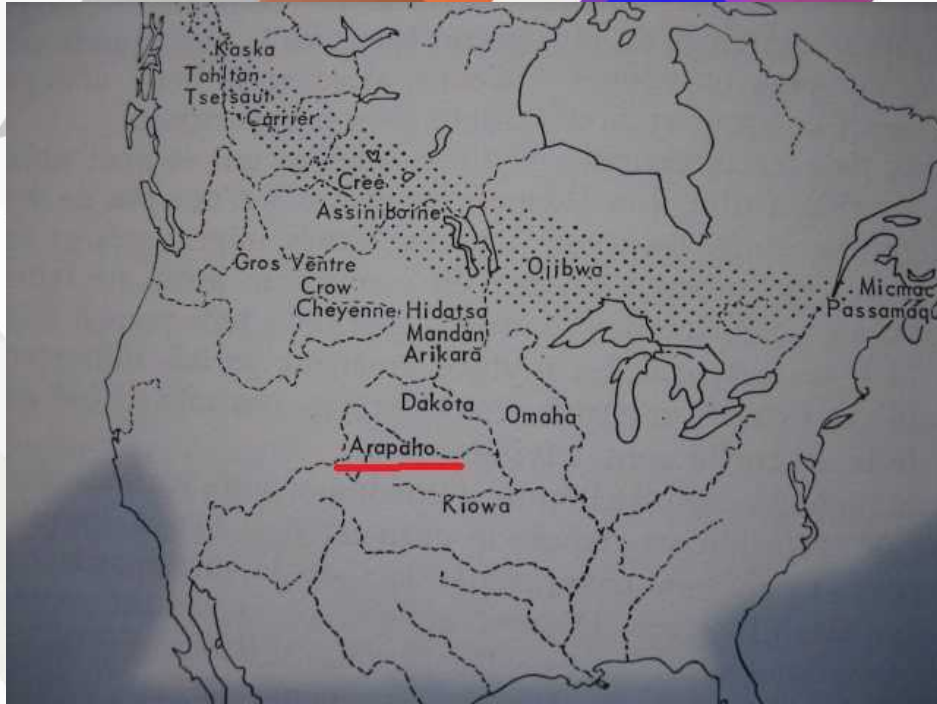 Kaska
Tahltan
Tsetsaut
Carrier
Cree
Assiniboine
Ojibwa
Gros Ventre
Micmac
Crow
Cheyenne
Hidatsa
Passamaqu
Mandan
Arikara
Dakota
Omaha
Arapaho
Kiowa